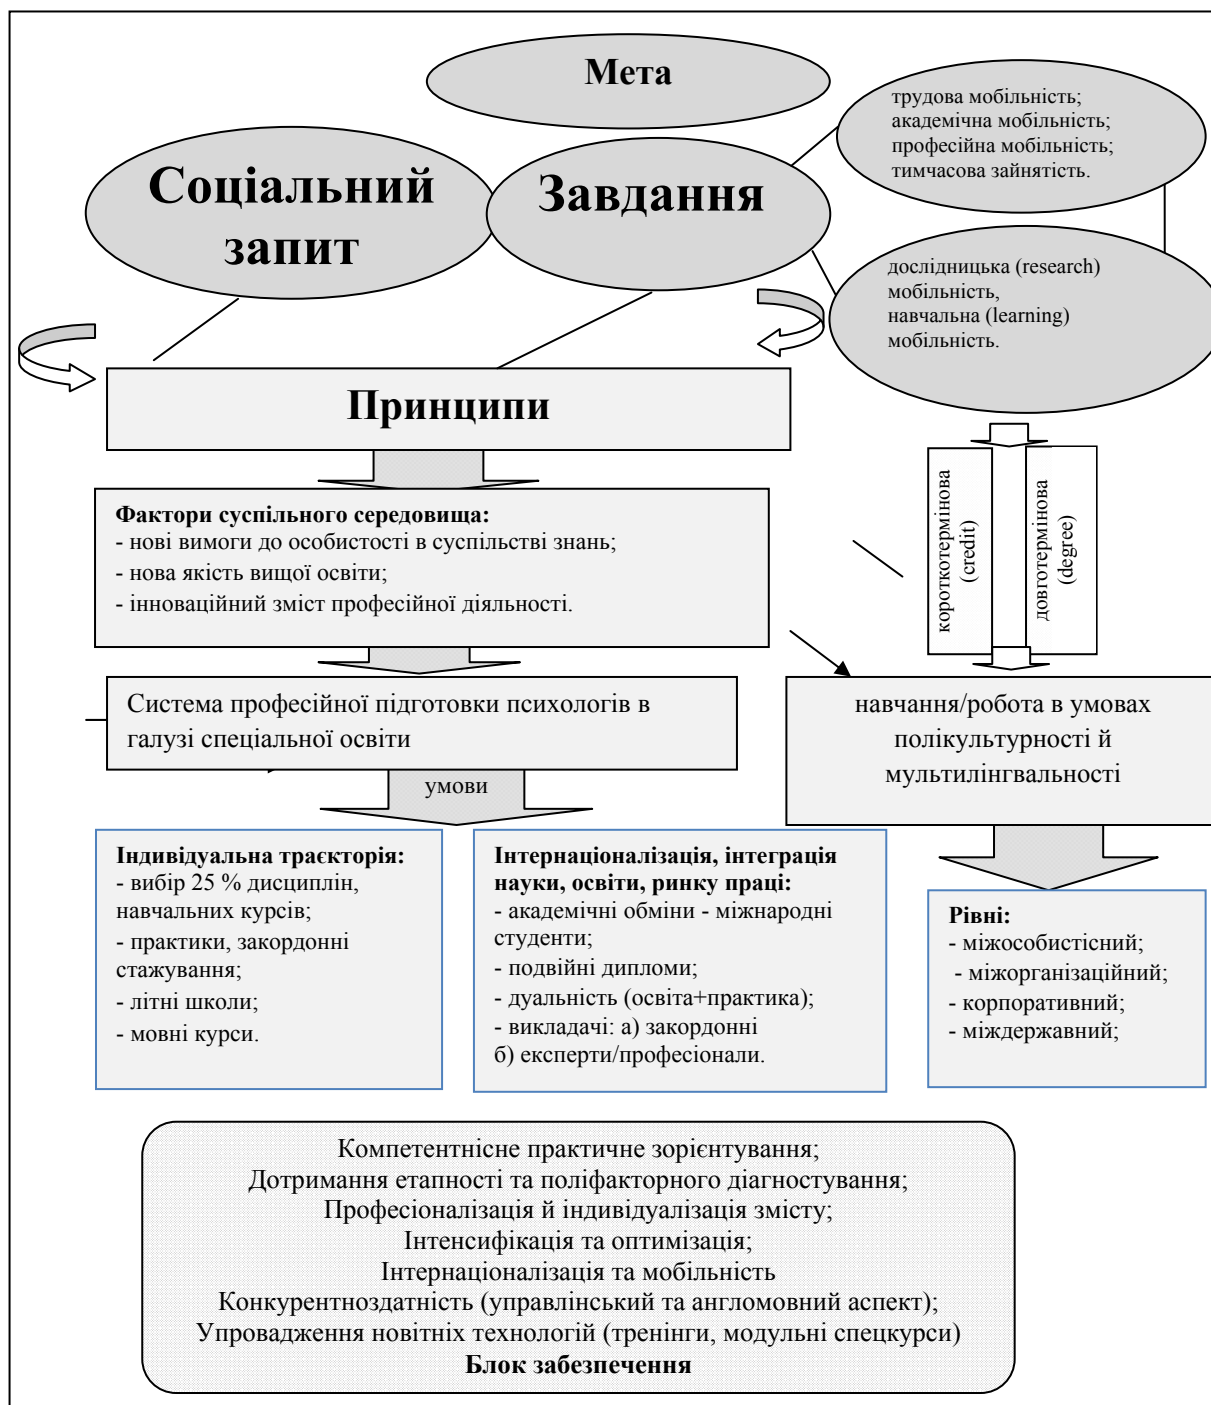 Мета
трудова мобільність;
академічна мобільність;
професійна мобільність;
тимчасова зайнятість.
Соціальний
запит
Завдання
дослідницька (research)
мобільність,
навчальна (learning)
мобільність.
Принципи
короткотермінова
(credit)
довготермінова
(degree)
Фактори суспільного середовища:
- нові вимоги до особистості в суспільстві знань;
- нова якість вищої освіти;
- інноваційний зміст професійної діяльності.
Система професійної підготовки психологів в
галузі спеціальної освіти
навчання/робота в умовах
полікультурності й
мультилінгвальності
умови
Індивідуальна траєкторія:
- вибір 25 % дисциплін,
навчальних курсів;
- практики, закордонні
стажування;
- літні школи;
- мовні курси.
Інтернаціоналізація, інтеграція
науки, освіти, ринку праці:
- академічні обміни - міжнародні
студенти;
- подвійні дипломи;
- дуальність (освіта+практика);
- викладачі: а) закордонні
б) експерти/професіонали.
Рівні:
- міжособистісний;
- міжорганізаційний;
- корпоративний;
- міждержавний;
Компетентнісне практичне зорієнтування;
Дотримання етапності та поліфакторного діагностування;
Професіоналізація й індивідуалізація змісту;
Інтенсифікація та оптимізація;
Інтернаціоналізація та мобільність
Конкурентноздатність (управлінський та англомовний аспект);
Упровадження новітніх технологій (тренінги, модульні спецкурси)
Блок забезпечення